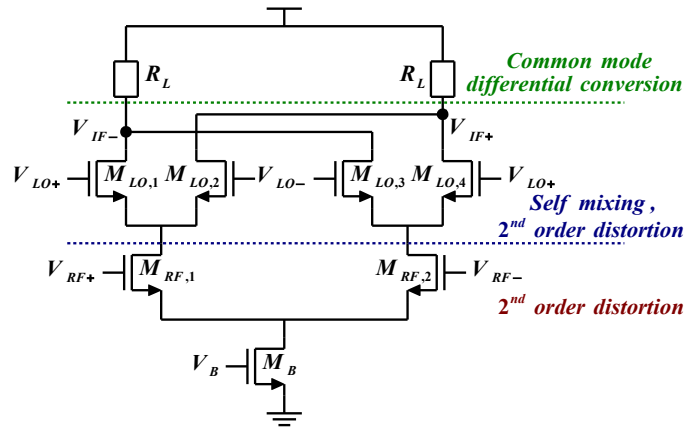 R_L
R_L
Common mode
differential conversion
V_IF−
V_IF+
V_LO+
M_LO,1
M_LO,2
V_LO−
M_LO,3
M_LO,4
V_LO+
Self mixing ,
2nd order distortion
V_RF+
M_RF,1
M_RF,2
V_RF−
2nd order distortion
V_B
M_B